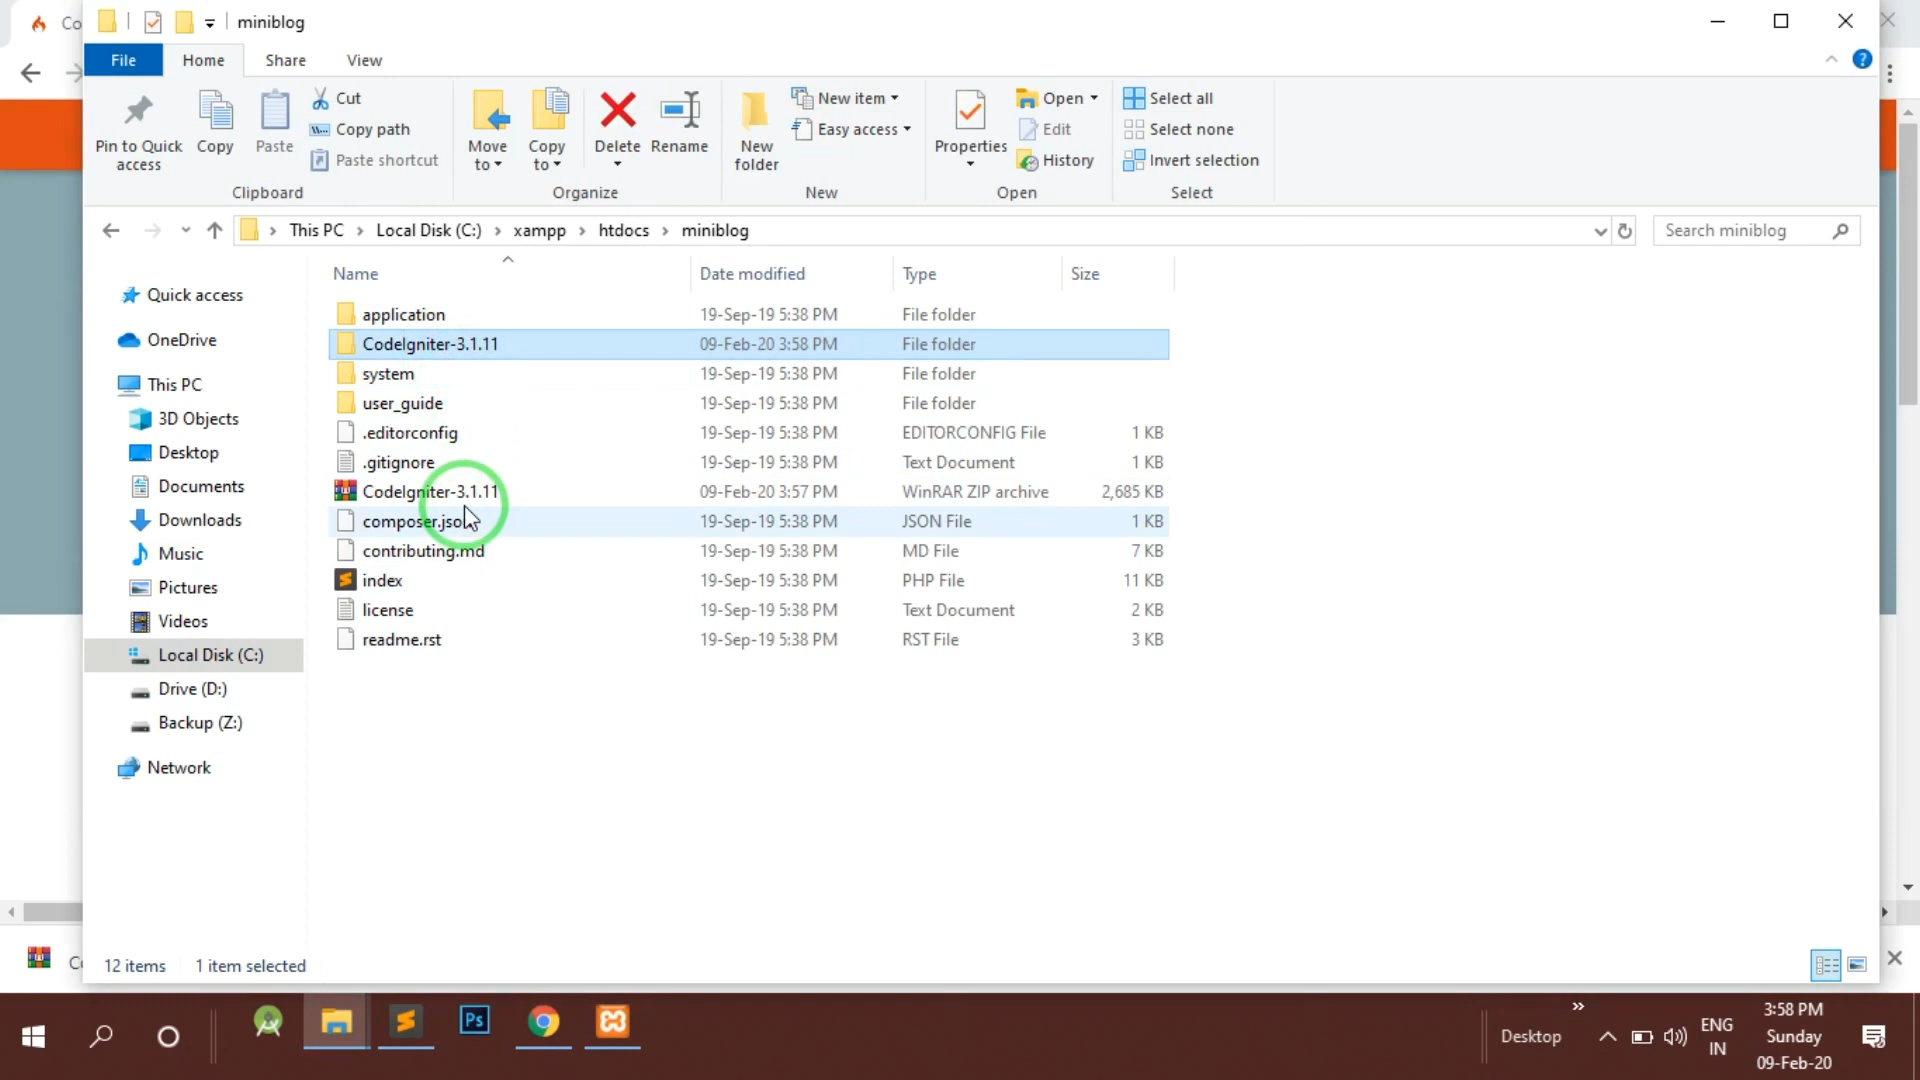 Co
miniblog
File Home Share View
Pin to Quick access
Copy
Paste
Cut
Copy path
Paste shortcut
Clipboard
Move to
Copy to
Delete
Rename
Organize
New folder
New item
Easy access
New
Properties
Open
Edit
History
Open
Select all
Select none
Invert selection
Select
This PC > Local Disk (C:) > xampp > htdocs > miniblog
Search miniblog
Name Date modified Type Size
Quick access
OneDrive
This PC
3D Objects
Desktop
Documents
Downloads
Music
Pictures
Videos
Local Disk (C:)
Drive (D:)
Backup (Z:)
Network
application 19-Sep-19 5:38 PM File folder
CodeIgniter-3.1.11 09-Feb-20 3:58 PM File folder
system 19-Sep-19 5:38 PM File folder
user_guide 19-Sep-19 5:38 PM File folder
.editorconfig 19-Sep-19 5:38 PM EDITORCONFIG File 1 KB
.gitignore 19-Sep-19 5:38 PM Text Document 1 KB
CodeIgniter-3.1.11 09-Feb-20 3:57 PM WinRAR ZIP archive 2,685 KB
composer.json 19-Sep-19 5:38 PM JSON File 1 KB
contributing.md 19-Sep-19 5:38 PM MD File 7 KB
index 19-Sep-19 5:38 PM PHP File 11 KB
license 19-Sep-19 5:38 PM Text Document 2 KB
readme.rst 19-Sep-19 5:38 PM RST File 3 KB
12 items 1 item selected
Ps
Desktop
ENG
IN
3:58 PM
Sunday
09-Feb-20